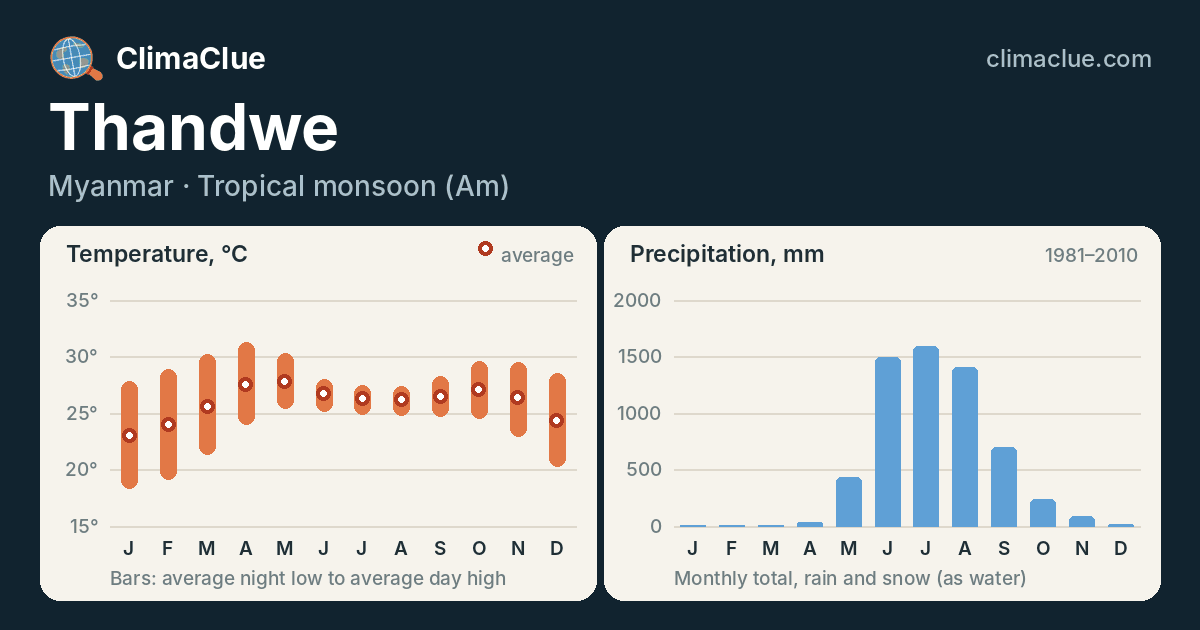 ClimaClue
climaclue.com
Thandwe
Myanmar · Tropical monsoon (Am)
Temperature, °C
average
35°
30°
25°
20°
15°
J F M A M J J A S O N D
Bars: average night low to average day high
Precipitation, mm
1981–2010
2000
1500
1000
500
0
J F M A M J J A S O N D
Monthly total, rain and snow (as water)